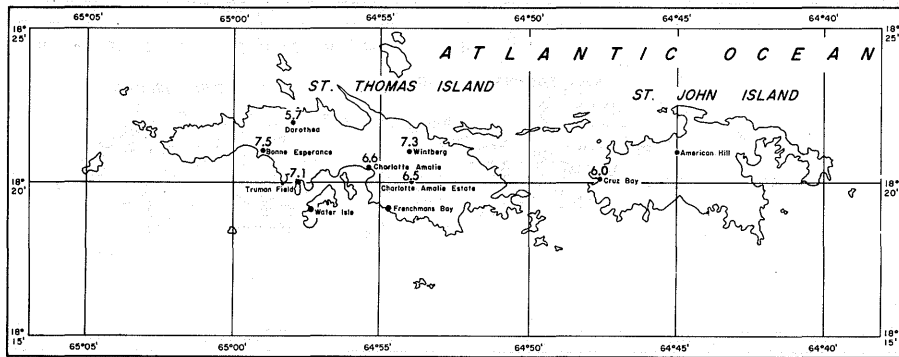 65°05' 65°00' 64°55' 64°50' 64°45' 64°40'
18° 25' 18° 25'
ATLANTIC OCEAN
ST. THOMAS ISLAND
ST. JOHN ISLAND
5.7
Dorothea
7.5
Bonne Esperance
7.3
Wintberg
American Hill
6.6
Charlotte Amalie
6.5
Charlotte Amalie Estate
6.0
Cruz Bay
7.1
Truman Field
18° 20' 18° 20'
Water Isle
Frenchmans Bay
18° 15' 18° 15'
65°05' 65°00' 64°55' 64°50' 64°45' 64°40'